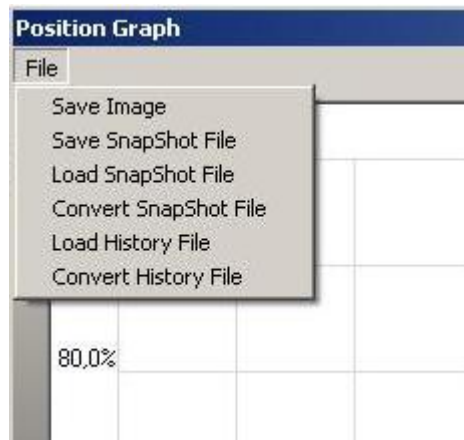 Position Graph
File
Save Image
Save SnapShot File
Load SnapShot File
Convert SnapShot File
Load History File
Convert History File
80,0%